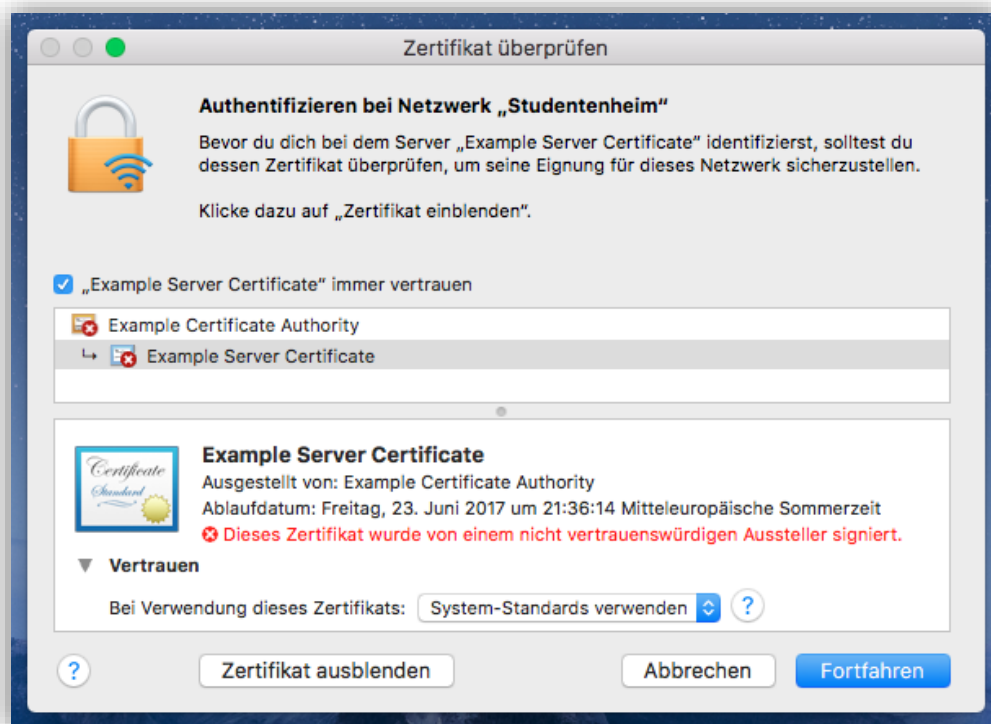 Zertifikat überprüfen
Authentifizieren bei Netzwerk „Studentenheim“
Bevor du dich bei dem Server „Example Server Certificate“ identifizierst, solltest du
dessen Zertifikat überprüfen, um seine Eignung für dieses Netzwerk sicherzustellen.
Klicke dazu auf „Zertifikat einblenden“.
„Example Server Certificate“ immer vertrauen
Example Certificate Authority
Example Server Certificate
Certificate
Standard
Example Server Certificate
Ausgestellt von: Example Certificate Authority
Ablaufdatum: Freitag, 23. Juni 2017 um 21:36:14 Mitteleuropäische Sommerzeit
Dieses Zertifikat wurde von einem nicht vertrauenswürdigen Aussteller signiert.
Vertrauen
Bei Verwendung dieses Zertifikats: System-Standards verwenden ?
? Zertifikat ausblenden Abbrechen Fortfahren